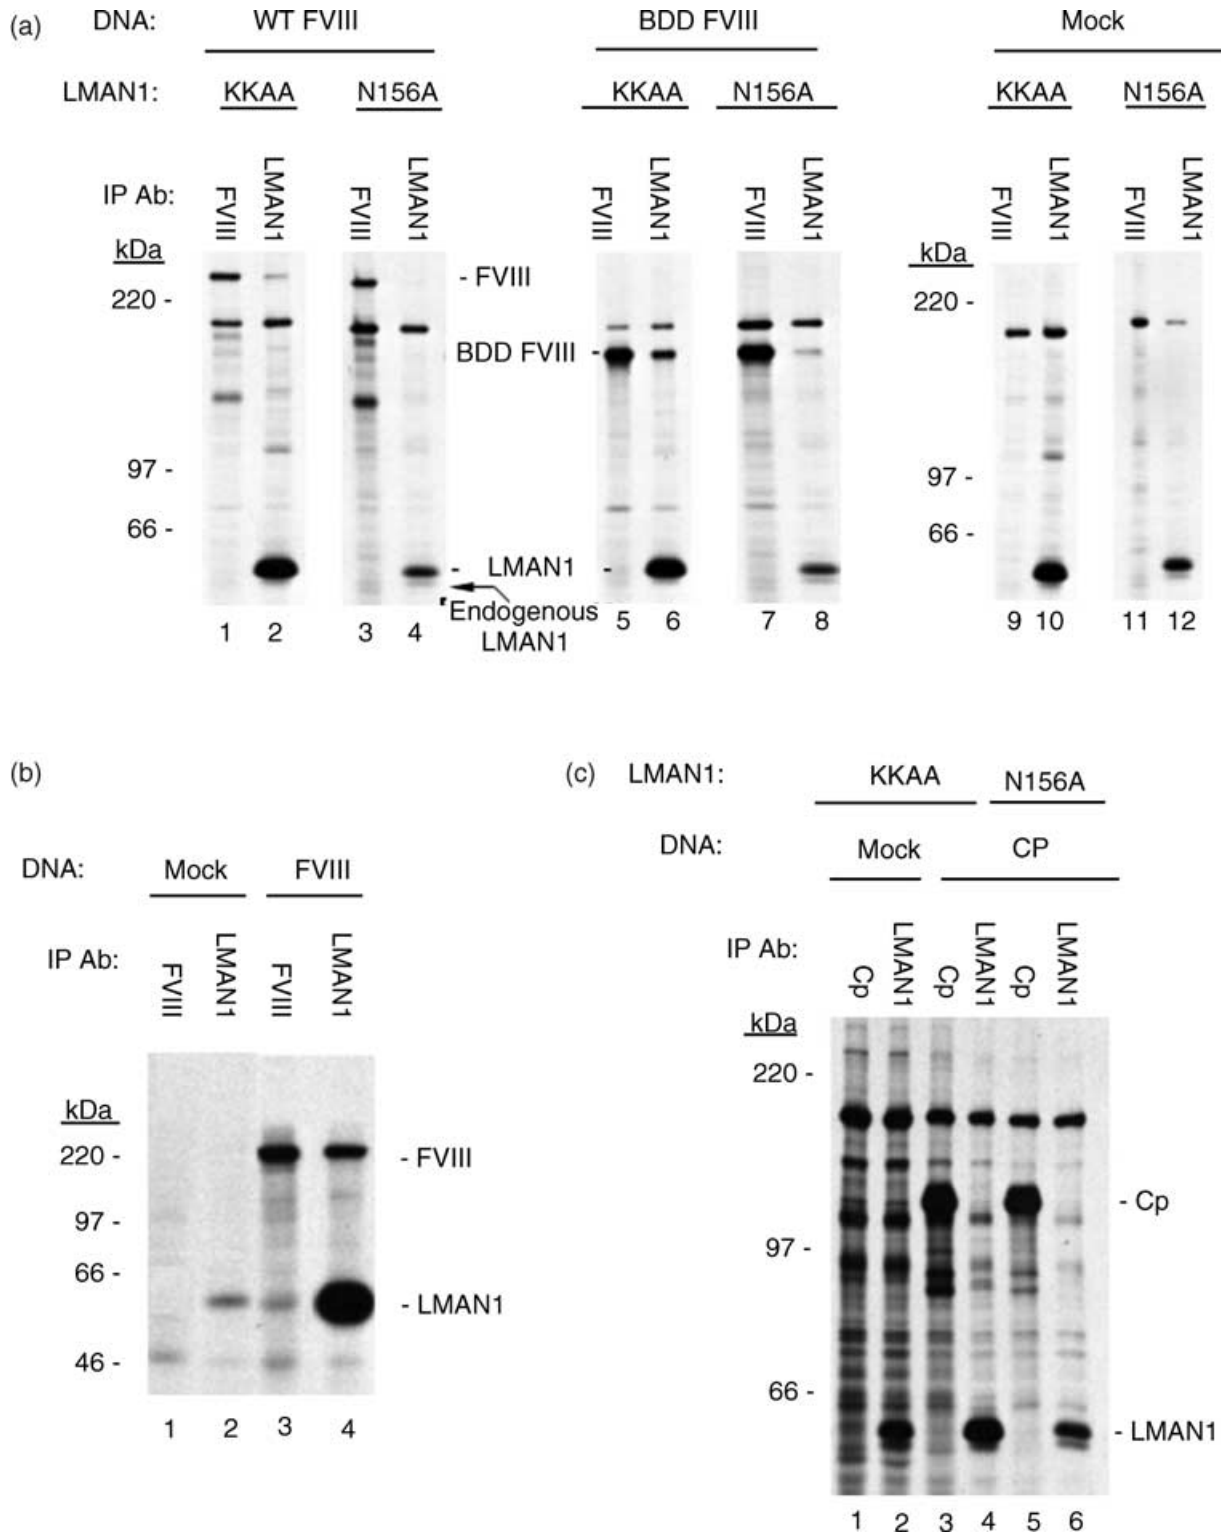 (a) DNA: WT FVIII BDD FVIII Mock
LMAN1: KKAA N156A KKAA N156A KKAA N156A
IP Ab: FVIII LMAN1 FVIII LMAN1 FVIII LMAN1 FVIII LMAN1 FVIII LMAN1 FVIII LMAN1
kDa kDa
- FVIII
220 - 220 -
BDD FVIII -
97 - 97 -
66 - 66 -
- LMAN1 -
Endogenous
LMAN1
1 2 3 4 5 6 7 8 9 10 11 12
(b)
DNA: Mock FVIII
IP Ab: FVIII LMAN1 FVIII LMAN1
kDa
220 - - FVIII
97 -
66 -
- LMAN1
46 -
1 2 3 4
(c) LMAN1: KKAA N156A
DNA: Mock CP
IP Ab: Cp LMAN1 Cp LMAN1 Cp LMAN1
kDa
220 -
- Cp
97 -
66 -
- LMAN1
1 2 3 4 5 6